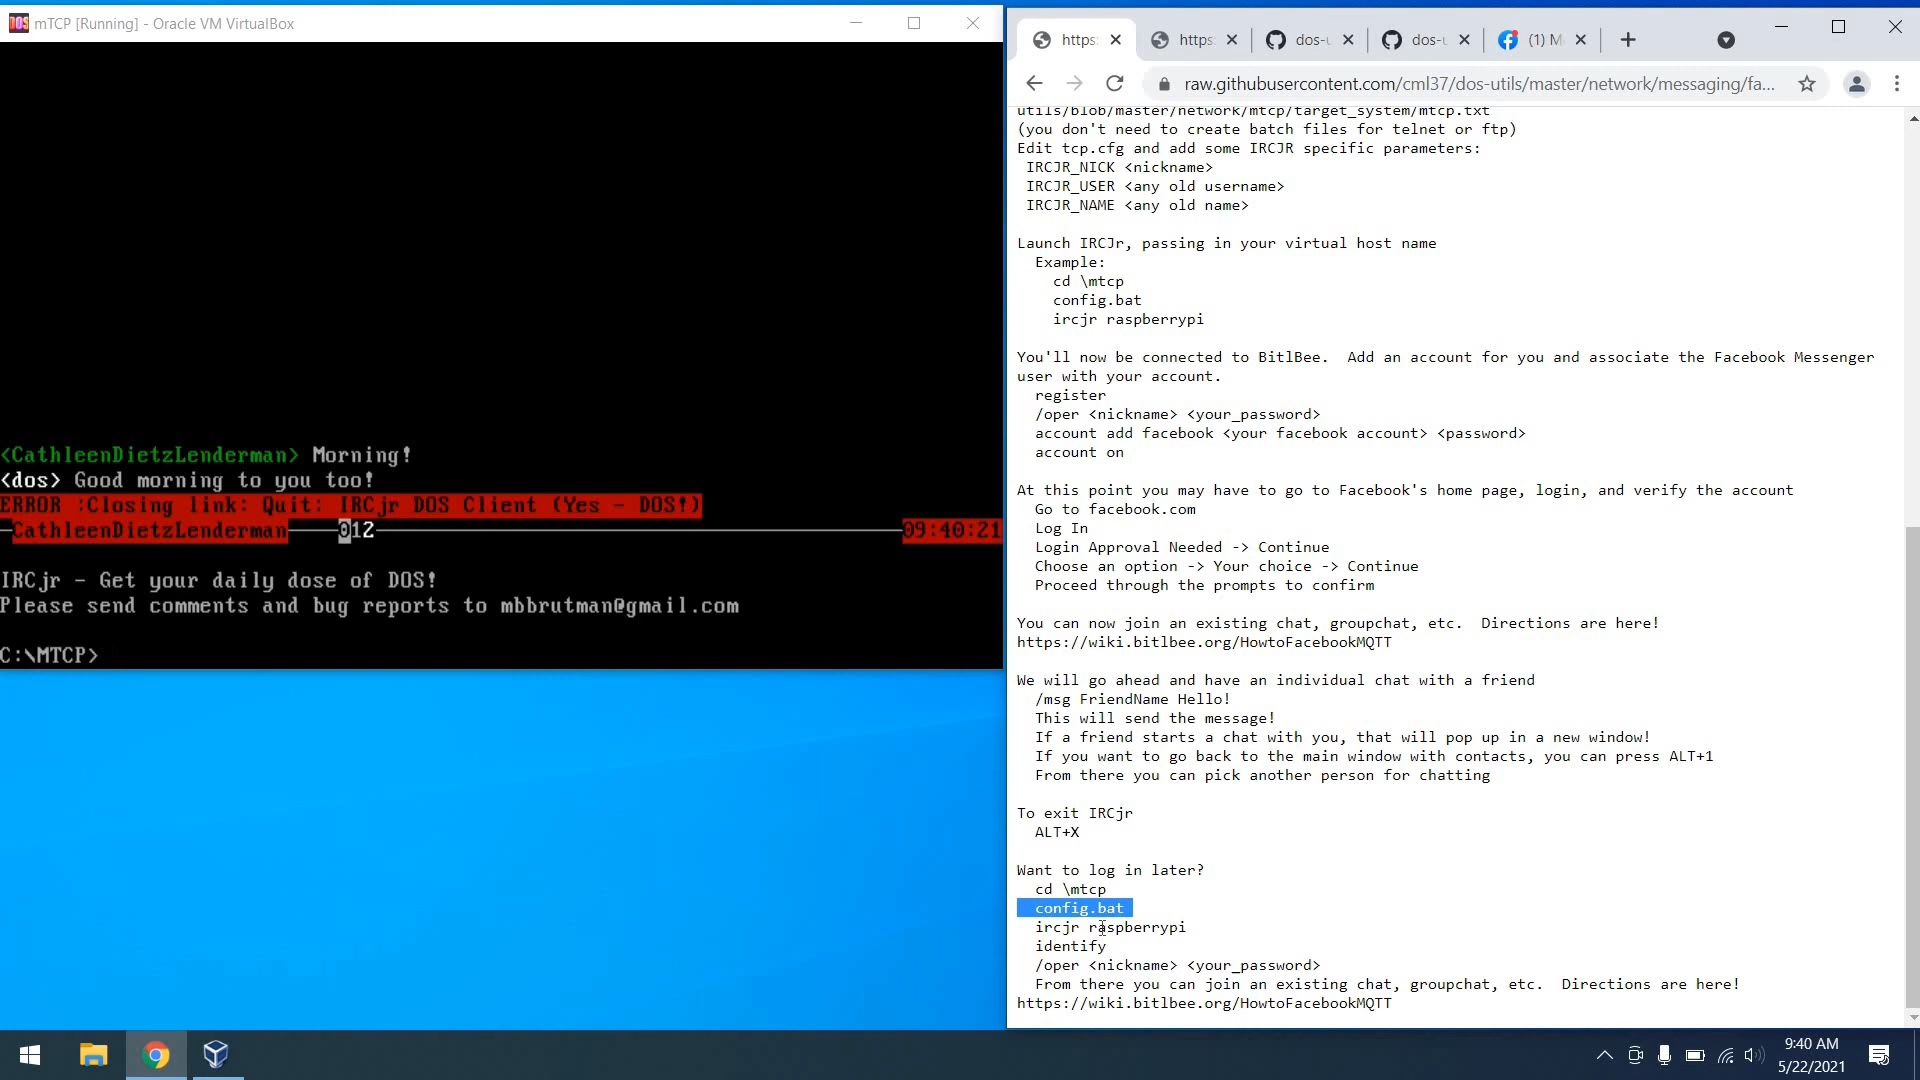 mTCP [Running] - Oracle VM VirtualBox
<CathleenDietzLenderman> Morning!
<dos> Good morning to you too!
ERROR :Closing link: Quit: IRCjr DOS Client (Yes - DOS!)
CathleenDietzLenderman 012 09:40:21
IRCjr - Get your daily dose of DOS!
Please send comments and bug reports to mbbrutman@gmail.com
C:\MTCP>
https: https: dos-u dos-u (1) M
raw.githubusercontent.com/cml37/dos-utils/master/network/messaging/fa...
utils/blob/master/network/mtcp/target_system/mtcp.txt
(you don't need to create batch files for telnet or ftp)
Edit tcp.cfg and add some IRCJR specific parameters:
IRCJR_NICK <nickname>
IRCJR_USER <any old username>
IRCJR_NAME <any old name>
Launch IRCJr, passing in your virtual host name
Example:
cd \mtcp
config.bat
ircjr raspberrypi
You'll now be connected to BitlBee.  Add an account for you and associate the Facebook Messenger
user with your account.
register
/oper <nickname> <your_password>
account add facebook <your facebook account> <password>
account on
At this point you may have to go to Facebook's home page, login, and verify the account
Go to facebook.com
Log In
Login Approval Needed -> Continue
Choose an option -> Your choice -> Continue
Proceed through the prompts to confirm
You can now join an existing chat, groupchat, etc.  Directions are here!
https://wiki.bitlbee.org/HowtoFacebookMQTT
We will go ahead and have an individual chat with a friend
/msg FriendName Hello!
This will send the message!
If a friend starts a chat with you, that will pop up in a new window!
If you want to go back to the main window with contacts, you can press ALT+1
From there you can pick another person for chatting
To exit IRCjr
ALT+X
Want to log in later?
cd \mtcp
config.bat
ircjr raspberrypi
identify
/oper <nickname> <your_password>
From there you can join an existing chat, groupchat, etc.  Directions are here!
https://wiki.bitlbee.org/HowtoFacebookMQTT
9:40 AM
5/22/2021